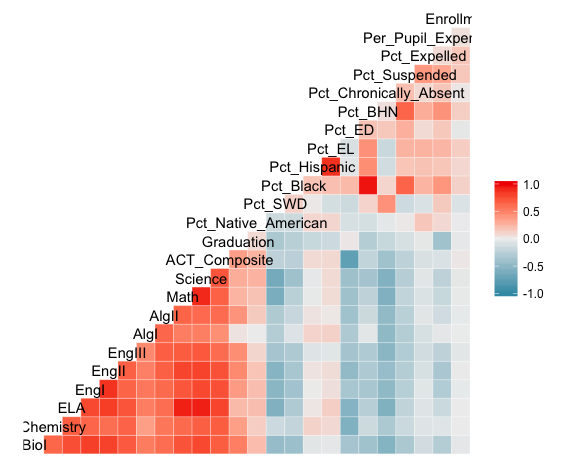 Enrollm
Per_Pupil_Exper
Pct_Expelled
Pct_Suspended
Pct_Chronically_Absent
Pct_BHN
Pct_ED
Pct_EL
Pct_Hispanic
Pct_Black
Pct_SWD
Pct_Native_American
Graduation
ACT_Composite
Science
Math
AlgII
AlgI
EngIII
EngII
EngI
ELA
Chemistry
BioI
1.0
0.5
0.0
-0.5
-1.0